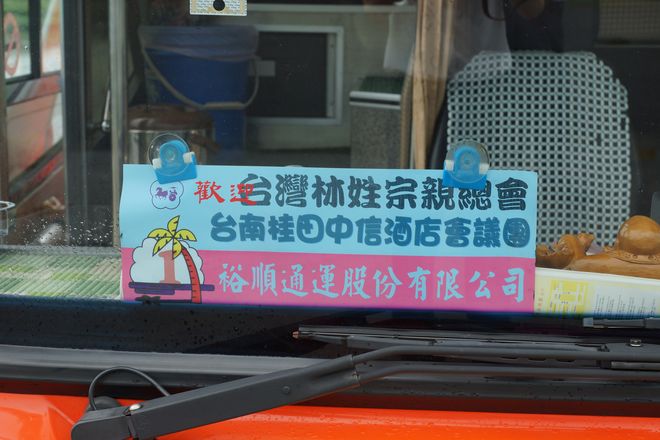 歡迎台灣林姓宗親總會
台南桂田中信酒店會議團
1 裕順通運股份有限公司